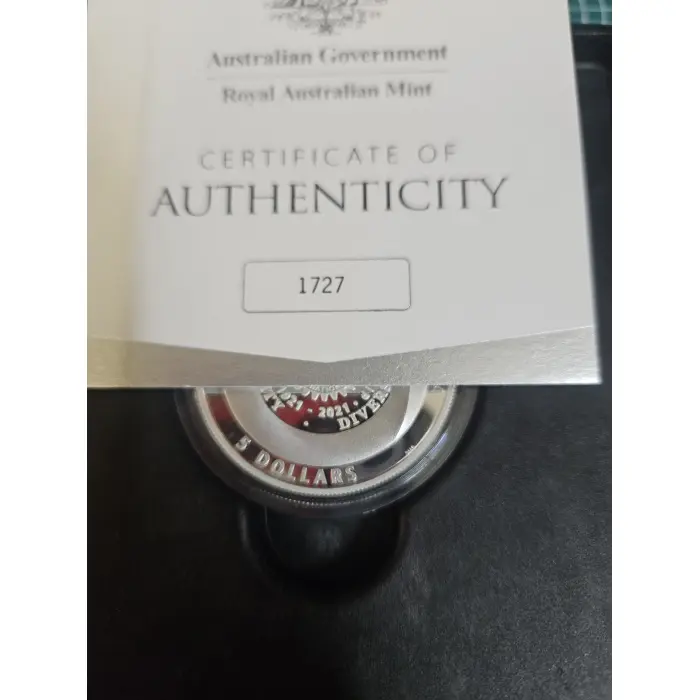 Australian Government
Royal Australian Mint
CERTIFICATE OF
AUTHENTICITY
1727
2021
5 DOLLARS